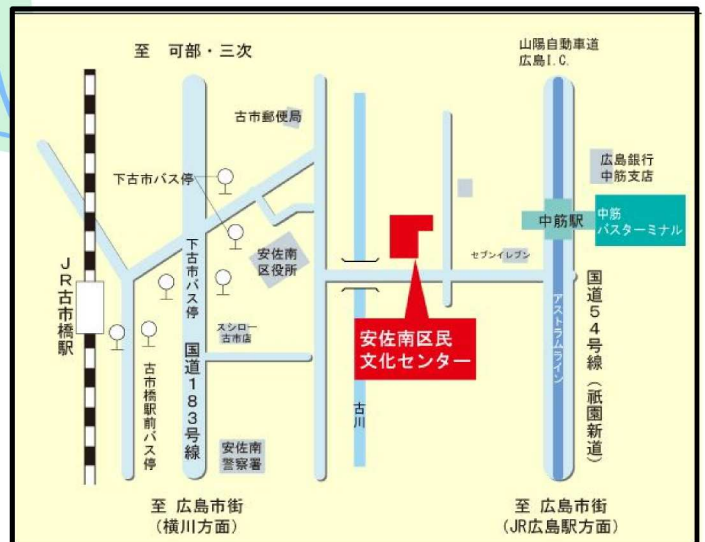 至 可部・三次
山陽自動車道
広島I.C.
古市郵便局
広島銀行
中筋支店
下古市バス停
中筋駅
中筋
バスターミナル
安佐南
区役所
セブンイレブン
下古市バス停
JR古市橋駅
スシロー
古市店
安佐南区民
文化センター
アストラムライン
国道54号線（祇園新道）
古市橋駅前バス停
国道183号線
古川
安佐南
警察署
至 広島市街
(横川方面)
至 広島市街
(JR広島駅方面)